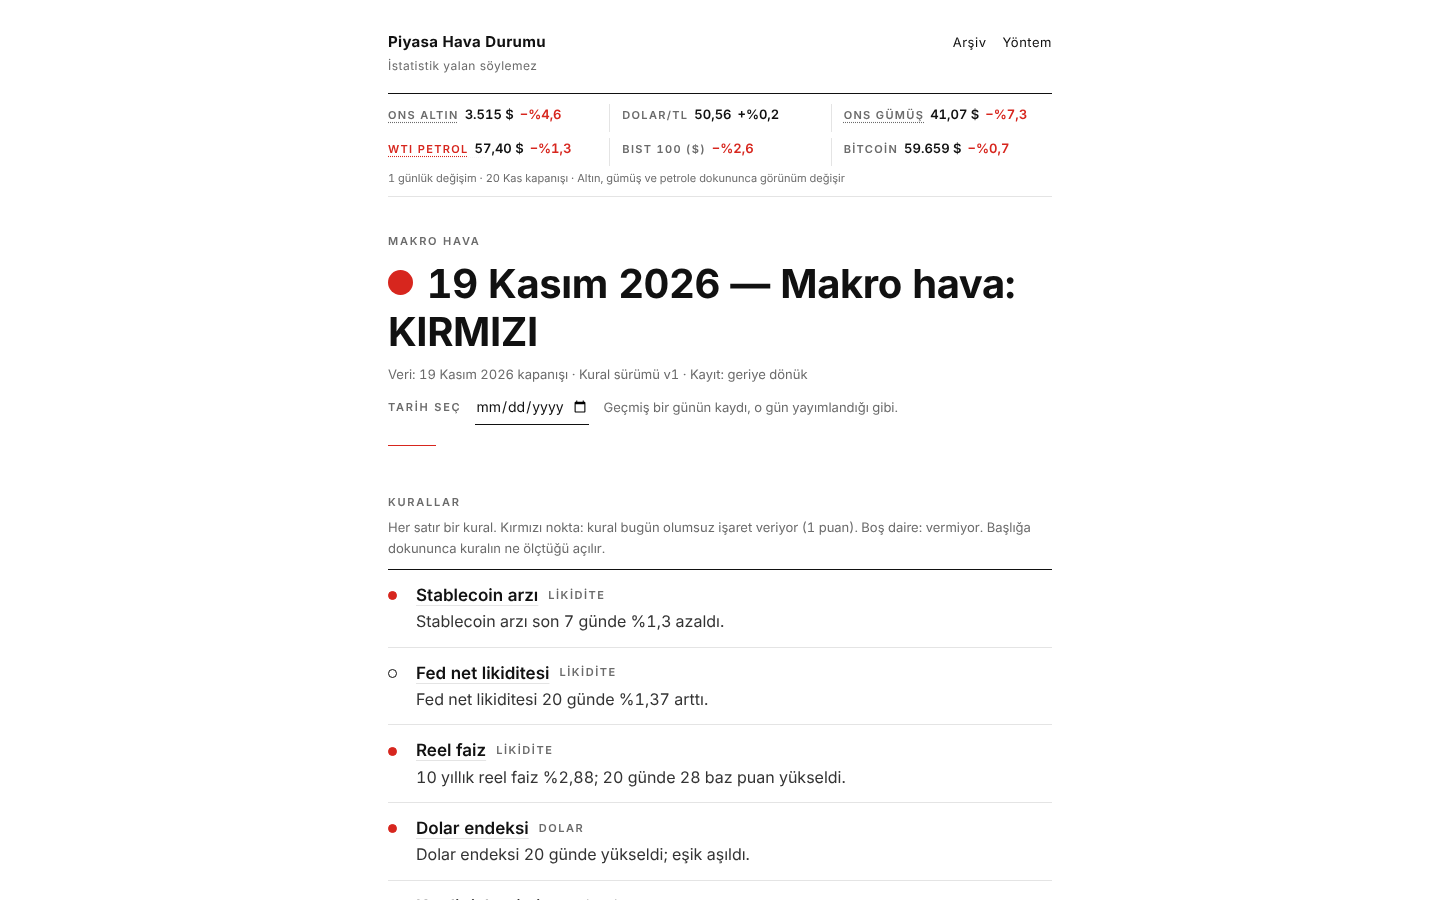 Piyasa Hava Durumu
Arşiv Yöntem
İstatistik yalan söylemez
ONS ALTIN 3.515 $ −%4,6
DOLAR/TL 50,56 +%0,2
ONS GÜMÜŞ 41,07 $ −%7,3
WTI PETROL 57,40 $ −%1,3
BIST 100 ($) −%2,6
BİTCOİN 59.659 $ −%0,7
1 günlük değişim · 20 Kas kapanışı · Altın, gümüş ve petrole dokununca görünüm değişir
MAKRO HAVA
19 Kasım 2026 — Makro hava:
KIRMIZI
Veri: 19 Kasım 2026 kapanışı · Kural sürümü v1 · Kayıt: geriye dönük
TARİH SEÇ mm/dd/yyyy Geçmiş bir günün kaydı, o gün yayımlandığı gibi.
KURALLAR
Her satır bir kural. Kırmızı nokta: kural bugün olumsuz işaret veriyor (1 puan). Boş daire: vermiyor. Başlığa
dokununca kuralın ne ölçtüğü açılır.
Stablecoin arzı LİKİDİTE
Stablecoin arzı son 7 günde %1,3 azaldı.
Fed net likiditesi LİKİDİTE
Fed net likiditesi 20 günde %1,37 arttı.
Reel faiz LİKİDİTE
10 yıllık reel faiz %2,88; 20 günde 28 baz puan yükseldi.
Dolar endeksi DOLAR
Dolar endeksi 20 günde yükseldi; eşik aşıldı.